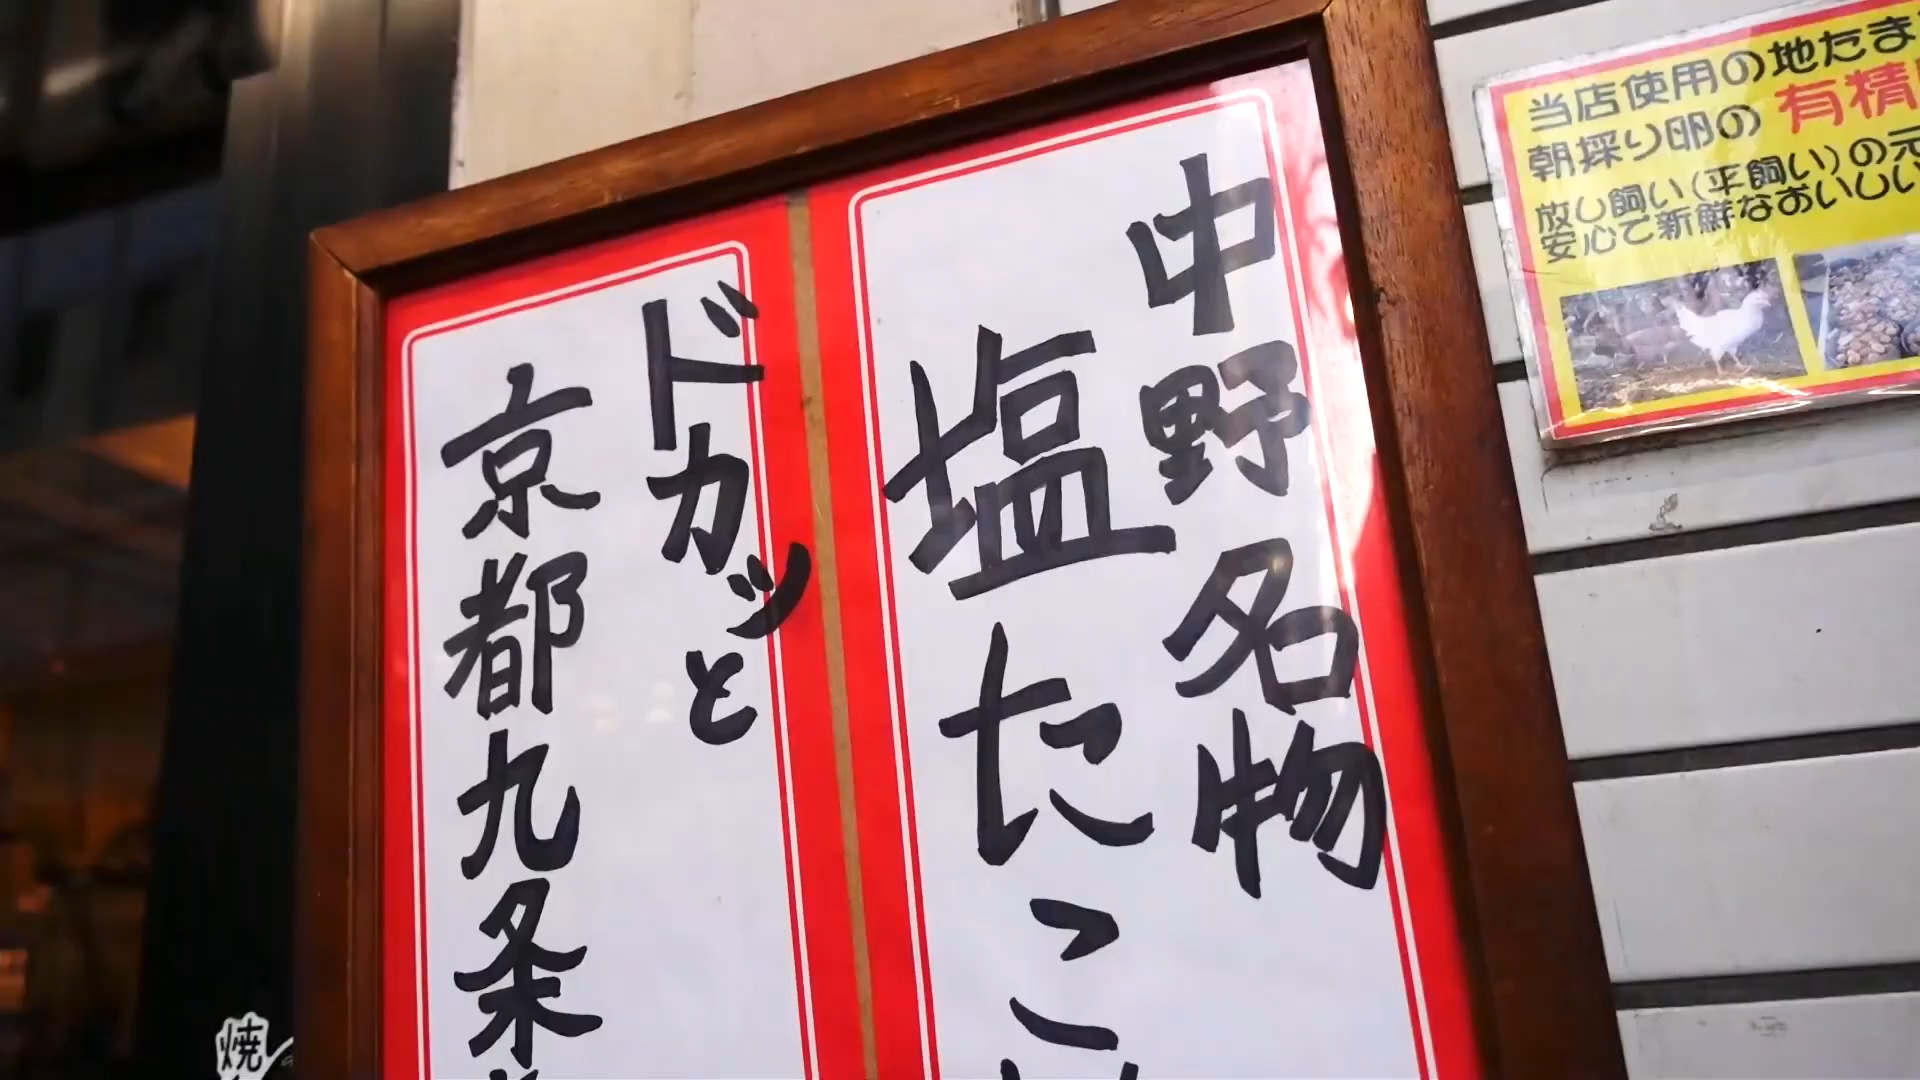 中野名物
塩たこ
ドカッと
京都九条
当店使用の地たま
朝採り卵の有精
放し飼い(平飼い)の元
安心で新鮮なおいしい
焼